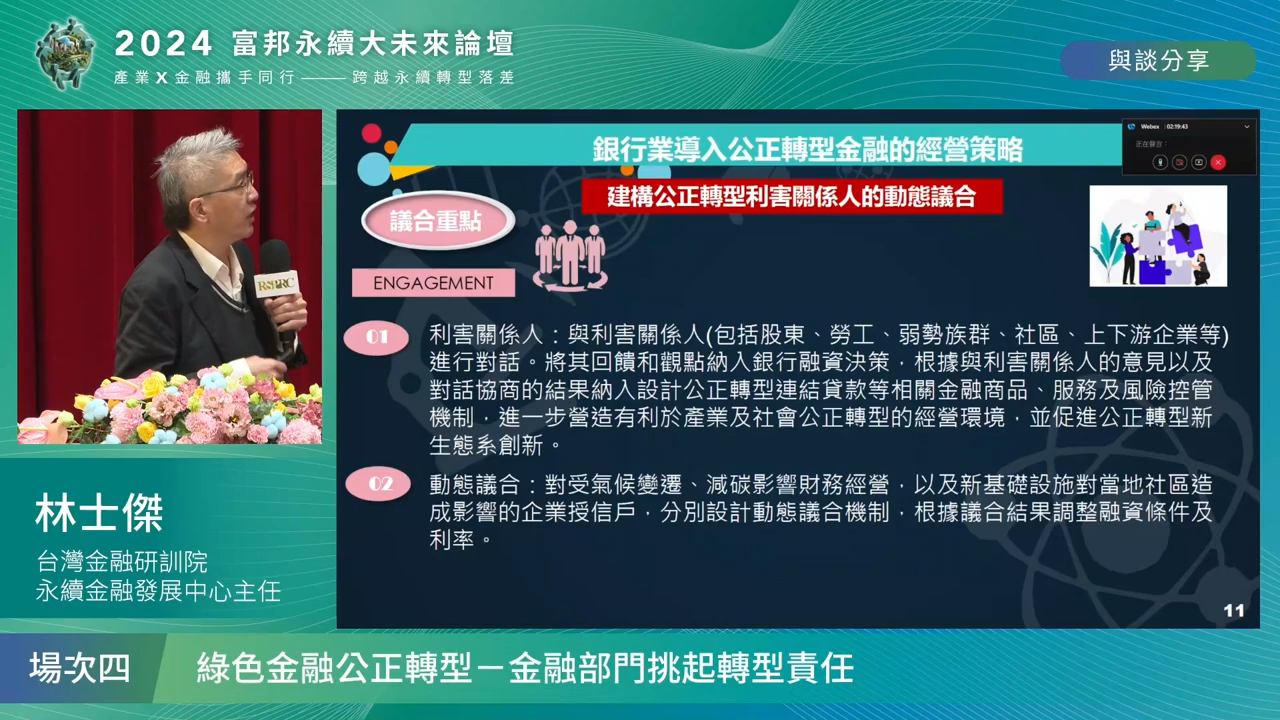 2024 富邦永續大未來論壇
產業X金融攜手同行——跨越永續轉型落差
與談分享
銀行業導入公正轉型金融的經營策略
Webex 02:19:43
正在發言:
建構公正轉型利害關係人的動態議合
議合重點
ENGAGEMENT
RSPRC
01
利害關係人：與利害關係人(包括股東、勞工、弱勢族群、社區、上下游企業等)
進行對話。將其回饋和觀點納入銀行融資決策，根據與利害關係人的意見以及
對話協商的結果納入設計公正轉型連結貸款等相關金融商品、服務及風險控管
機制，進一步營造有利於產業及社會公正轉型的經營環境，並促進公正轉型新
生態系創新。
02
動態議合：對受氣候變遷、減碳影響財務經營，以及新基礎設施對當地社區造
成影響的企業授信戶，分別設計動態議合機制，根據議合結果調整融資條件及
利率。
11
林士傑
台灣金融研訓院
永續金融發展中心主任
場次四
綠色金融公正轉型－金融部門挑起轉型責任